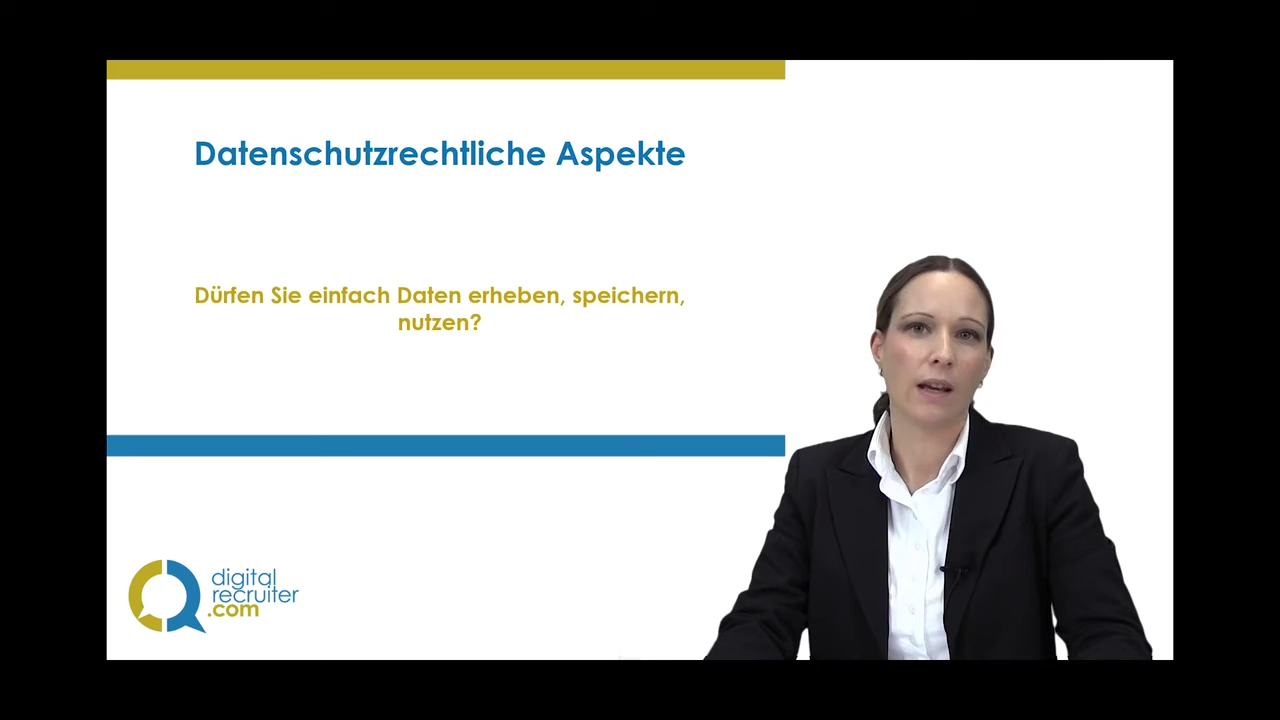 Datenschutzrechtliche Aspekte
Dürfen Sie einfach Daten erheben, speichern,
nutzen?
digital
recruiter
.com